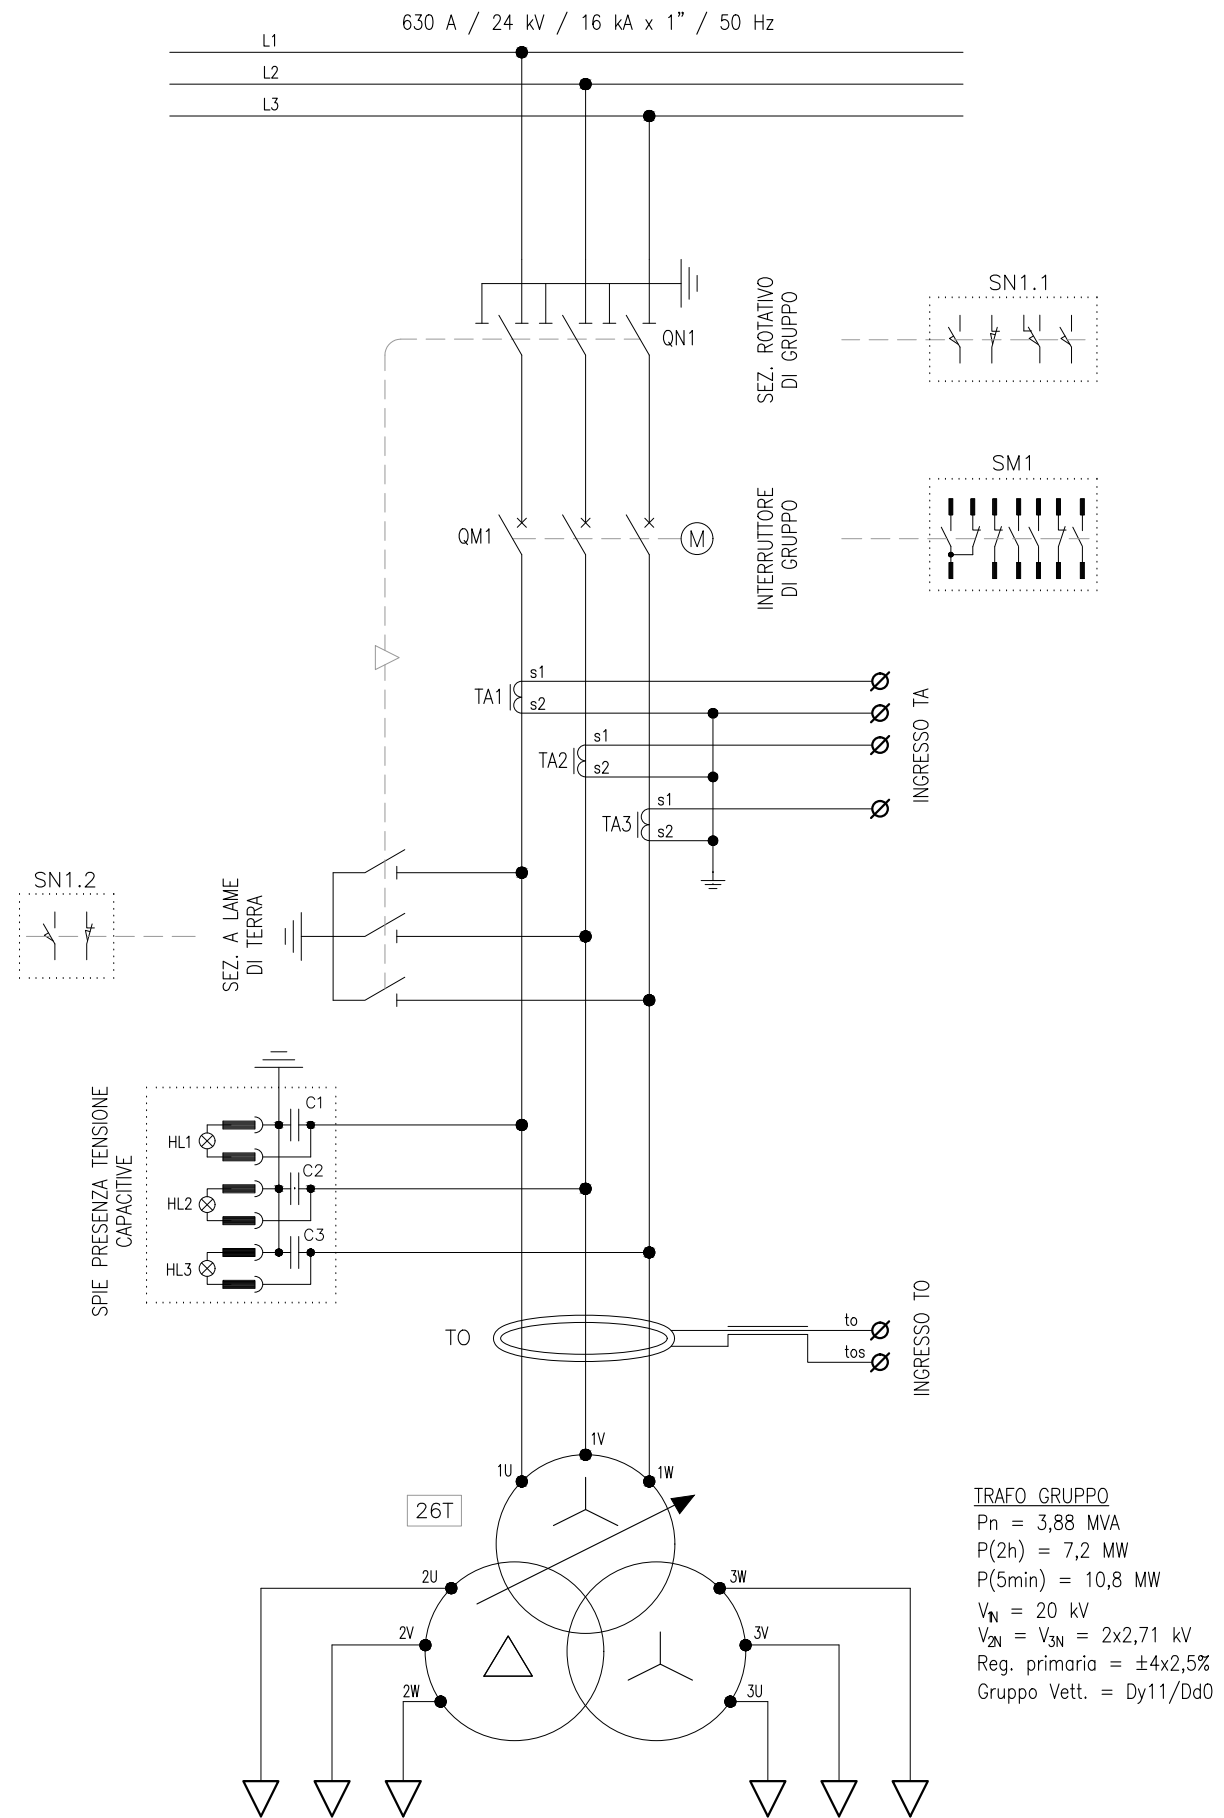 630 A / 24 kV / 16 kA x 1" / 50 Hz
L1
L2
L3
QN1
SEZ. ROTATIVO
DI GRUPPO
SN1.1
QM1
M
INTERRUTTORE
DI GRUPPO
SM1
TA1
s1
s2
TA2
s1
s2
TA3
s1
s2
INGRESSO TA
SN1.2
SEZ. A LAME
DI TERRA
SPIE PRESENZA TENSIONE
CAPACITIVE
C1
HL1
C2
HL2
C3
HL3
TO
to
tos
INGRESSO TO
1V
1U
1W
26T
2U
2V
2W
3W
3V
3U
TRAFO GRUPPO
Pn = 3,88 MVA
P(2h) = 7,2 MW
P(5min) = 10,8 MW
V1N = 20 kV
V2N = V3N = 2x2,71 kV
Reg. primaria = ±4x2,5%
Gruppo Vett. = Dy11/Dd0